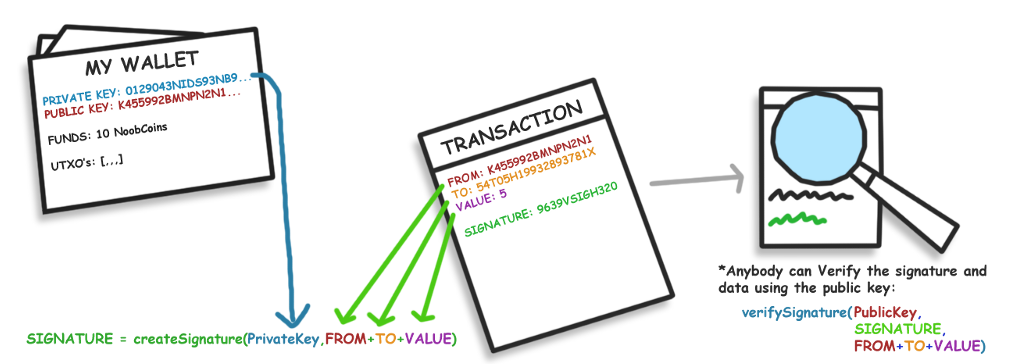 MY WALLET
PRIVATE KEY: 0129043NIDS93NB9...
PUBLIC KEY: K455992BMNPN2N1...
FUNDS: 10 NoobCoins
UTXO's: [,,,]
TRANSACTION
FROM: K455992BMNPN2N1
TO: 54T05H19932893781X
VALUE: 5
SIGNATURE: 9639VSIGH320
SIGNATURE = createSignature(PrivateKey,FROM+TO+VALUE)
*Anybody can Verify the signature and
data using the public key:
verifySignature(PublicKey,
SIGNATURE,
FROM+TO+VALUE)